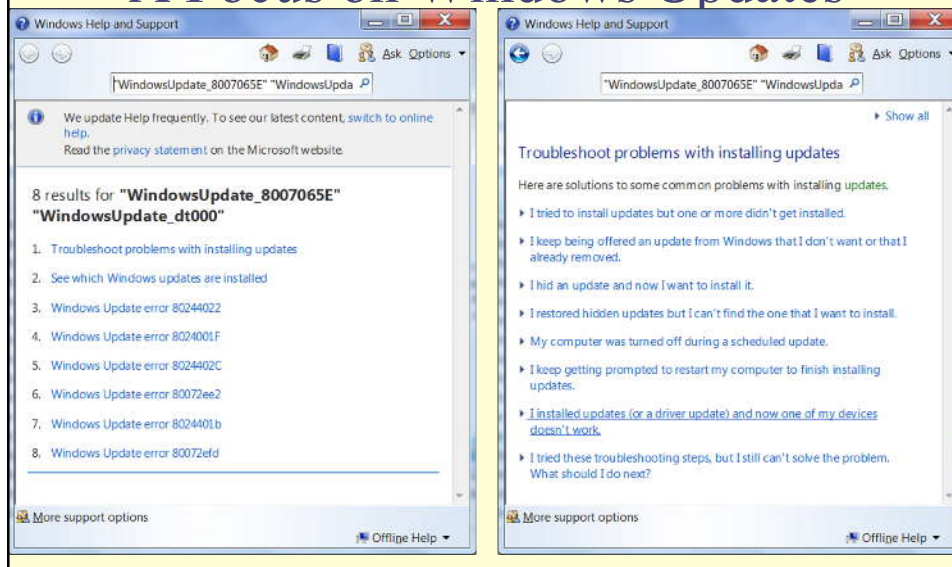 A Focus on Windows Updates
Windows Help and Support
Ask Options
"WindowsUpdate_8007065E" "WindowsUpda
We update Help frequently. To see our latest content, switch to online
help.
Read the privacy statement on the Microsoft website.
8 results for "WindowsUpdate_8007065E"
"WindowsUpdate_dt000"
1. Troubleshoot problems with installing updates
2. See which Windows updates are installed
3. Windows Update error 80244022
4. Windows Update error 8024001F
5. Windows Update error 8024402C
6. Windows Update error 80072ee2
7. Windows Update error 8024401b
8. Windows Update error 80072efd
More support options
Offline Help
Windows Help and Support
Ask Options
"WindowsUpdate_8007065E" "WindowsUpda
Show all
Troubleshoot problems with installing updates
Here are solutions to some common problems with installing updates.
I tried to install updates but one or more didn't get installed.
I keep being offered an update from Windows that I don't want or that I
already removed.
I hid an update and now I want to install it.
I restored hidden updates but I can't find the one that I want to install.
My computer was turned off during a scheduled update.
I keep getting prompted to restart my computer to finish installing
updates.
I installed updates (or a driver update) and now one of my devices
doesn't work.
I tried these troubleshooting steps, but I still can't solve the problem.
What should I do next?
More support options
Offline Help